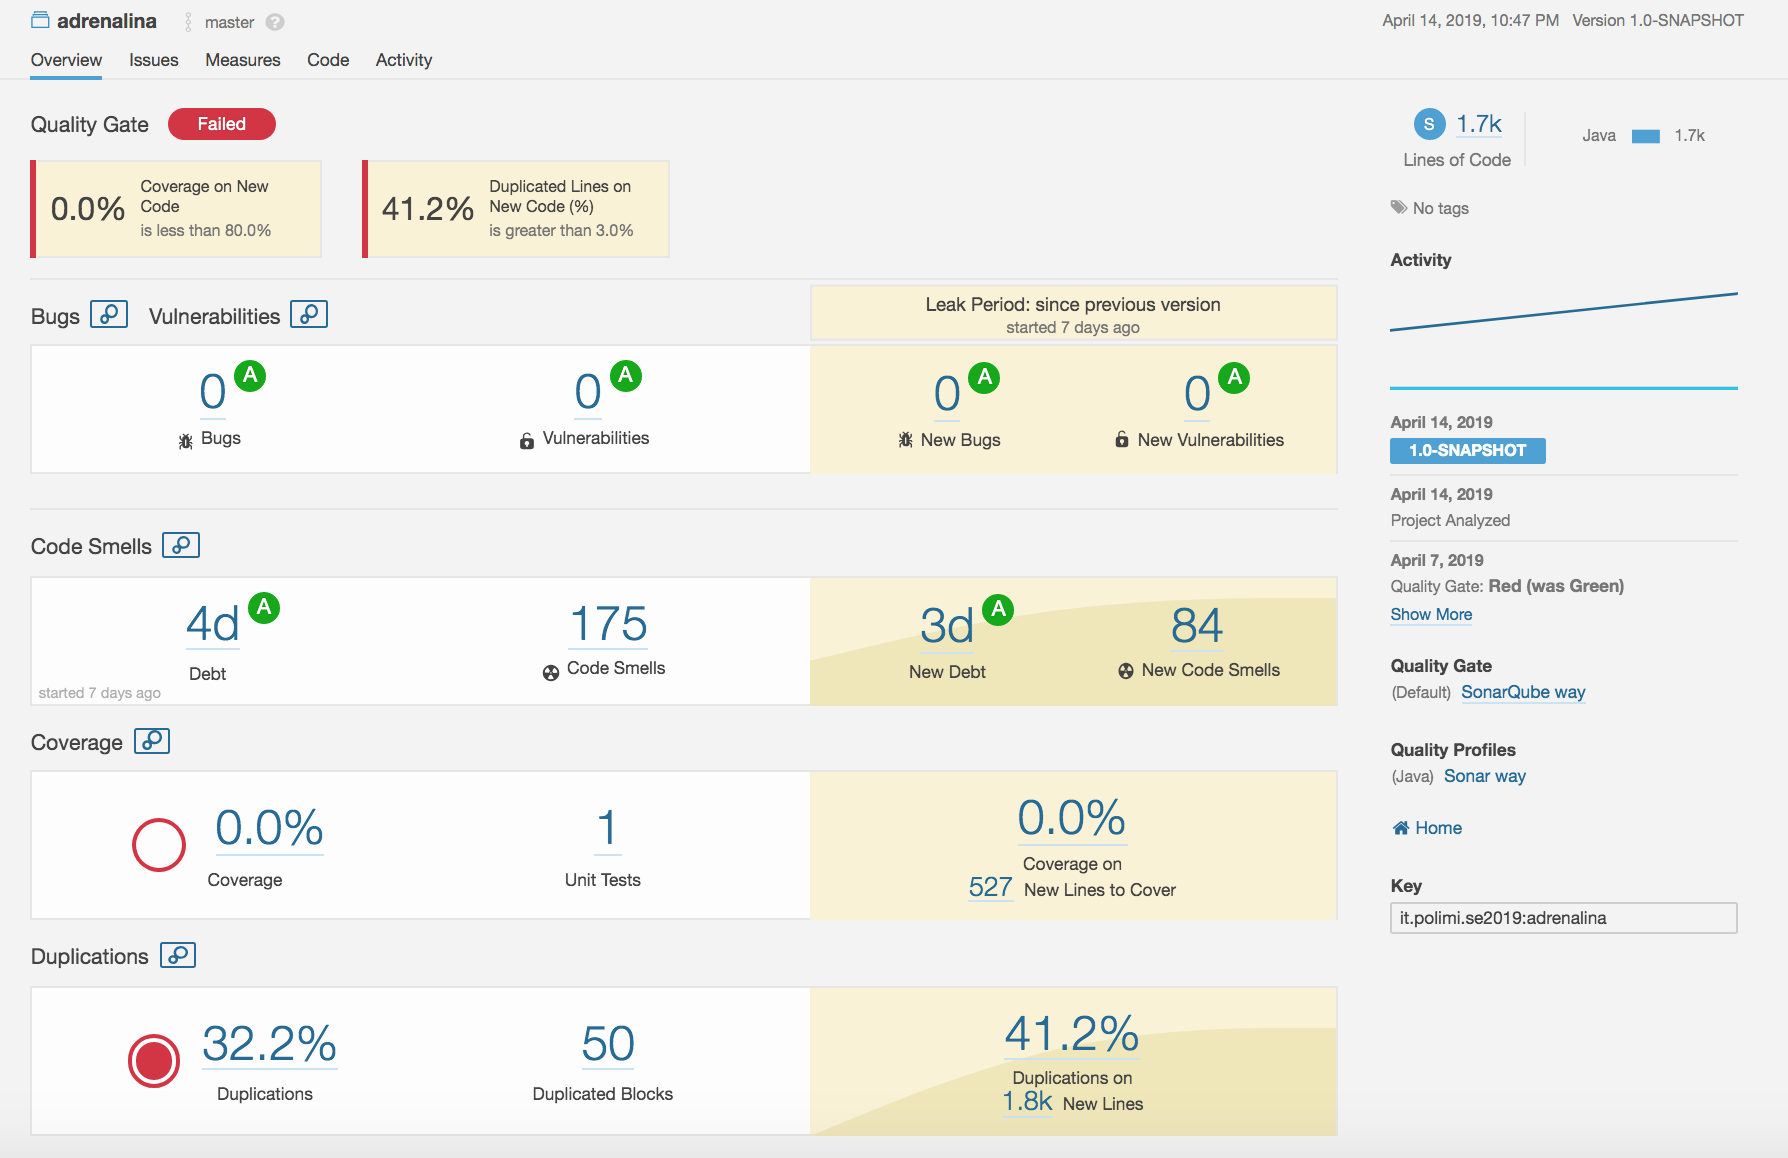 adrenalina master ?
April 14, 2019, 10:47 PM Version 1.0-SNAPSHOT
Overview Issues Measures Code Activity
Quality Gate Failed
0.0% Coverage on New
Code
is less than 80.0%
41.2% Duplicated Lines on
New Code (%)
is greater than 3.0%
Bugs Vulnerabilities
Leak Period: since previous version
started 7 days ago
0 A
Bugs
0 A
Vulnerabilities
0 A
New Bugs
0 A
New Vulnerabilities
Code Smells
4d A
Debt
started 7 days ago
175
Code Smells
3d A
New Debt
84
New Code Smells
Coverage
0.0%
Coverage
1
Unit Tests
0.0%
Coverage on
527 New Lines to Cover
Duplications
32.2%
Duplications
50
Duplicated Blocks
41.2%
Duplications on
1.8k New Lines
S 1.7k
Lines of Code
Java 1.7k
No tags
Activity
April 14, 2019
1.0-SNAPSHOT
April 14, 2019
Project Analyzed
April 7, 2019
Quality Gate: Red (was Green)
Show More
Quality Gate
(Default) SonarQube way
Quality Profiles
(Java) Sonar way
Home
Key
it.polimi.se2019:adrenalina